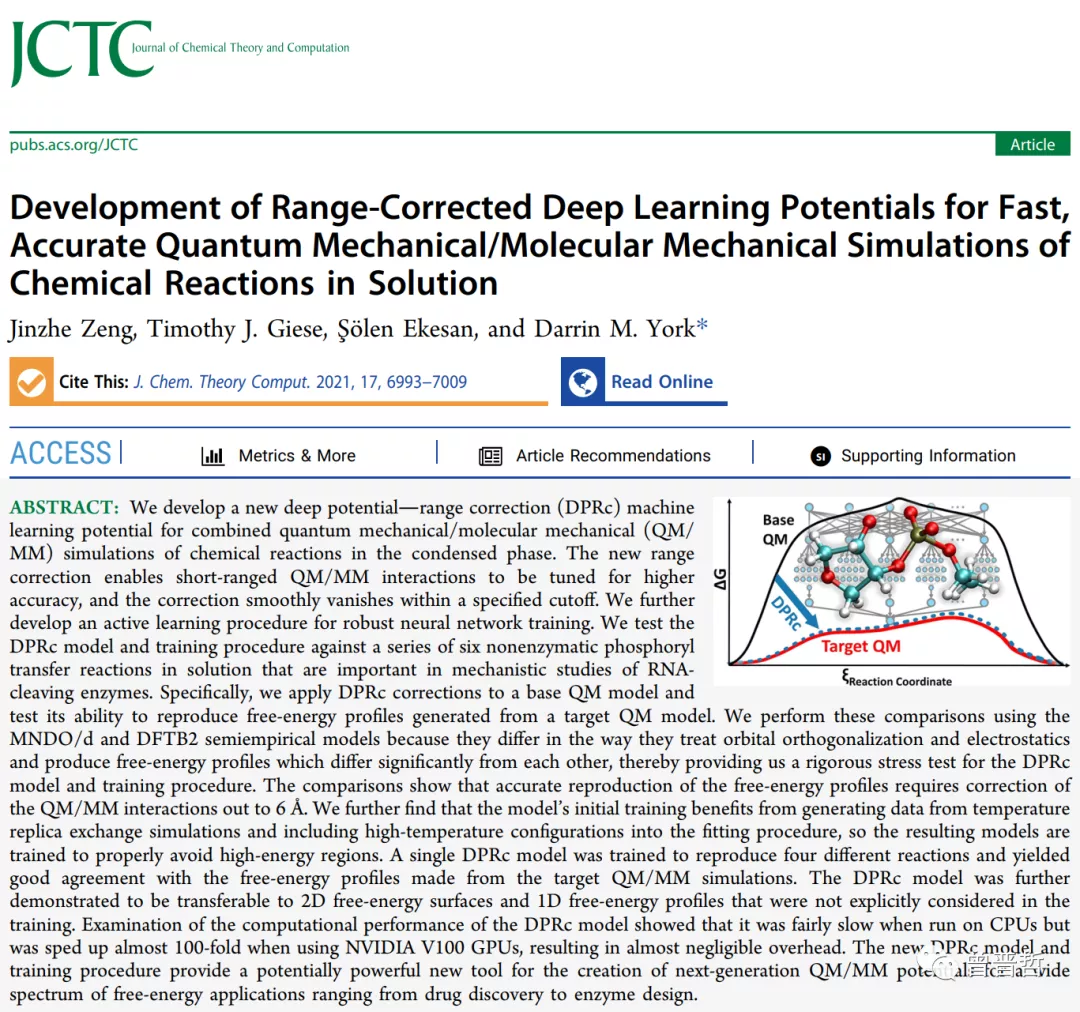 JCTC
Journal of Chemical Theory and Computation
pubs.acs.org/JCTC
Article
Development of Range-Corrected Deep Learning Potentials for Fast,
Accurate Quantum Mechanical/Molecular Mechanical Simulations of
Chemical Reactions in Solution
Jinzhe Zeng, Timothy J. Giese, Şölen Ekesan, and Darrin M. York*
Cite This: J. Chem. Theory Comput. 2021, 17, 6993–7009
Read Online
ACCESS
Metrics & More
Article Recommendations
SI Supporting Information
ABSTRACT: We develop a new deep potential—range correction (DPRc) machine
learning potential for combined quantum mechanical/molecular mechanical (QM/
MM) simulations of chemical reactions in the condensed phase. The new range
correction enables short-ranged QM/MM interactions to be tuned for higher
accuracy, and the correction smoothly vanishes within a specified cutoff. We further
develop an active learning procedure for robust neural network training. We test the
DPRc model and training procedure against a series of six nonenzymatic phosphoryl
transfer reactions in solution that are important in mechanistic studies of RNA-
cleaving enzymes. Specifically, we apply DPRc corrections to a base QM model and
test its ability to reproduce free-energy profiles generated from a target QM model. We perform these comparisons using the
MNDO/d and DFTB2 semiempirical models because they differ in the way they treat orbital orthogonalization and electrostatics
and produce free-energy profiles which differ significantly from each other, thereby providing us a rigorous stress test for the DPRc
model and training procedure. The comparisons show that accurate reproduction of the free-energy profiles requires correction of
the QM/MM interactions out to 6 Å. We further find that the model's initial training benefits from generating data from temperature
replica exchange simulations and including high-temperature configurations into the fitting procedure, so the resulting models are
trained to properly avoid high-energy regions. A single DPRc model was trained to reproduce four different reactions and yielded
good agreement with the free-energy profiles made from the target QM/MM simulations. The DPRc model was further
demonstrated to be transferable to 2D free-energy surfaces and 1D free-energy profiles that were not explicitly considered in the
training. Examination of the computational performance of the DPRc model showed that it was fairly slow when run on CPUs but
was sped up almost 100-fold when using NVIDIA V100 GPUs, resulting in almost negligible overhead. The new DPRc model and
training procedure provide a potentially powerful new tool for the creation of next-generation QM/MM potentials for a wide
spectrum of free-energy applications ranging from drug discovery to enzyme design.
Base
QM
ΔG
DPRc
Target QM
ξReaction Coordinate
曾晋哲